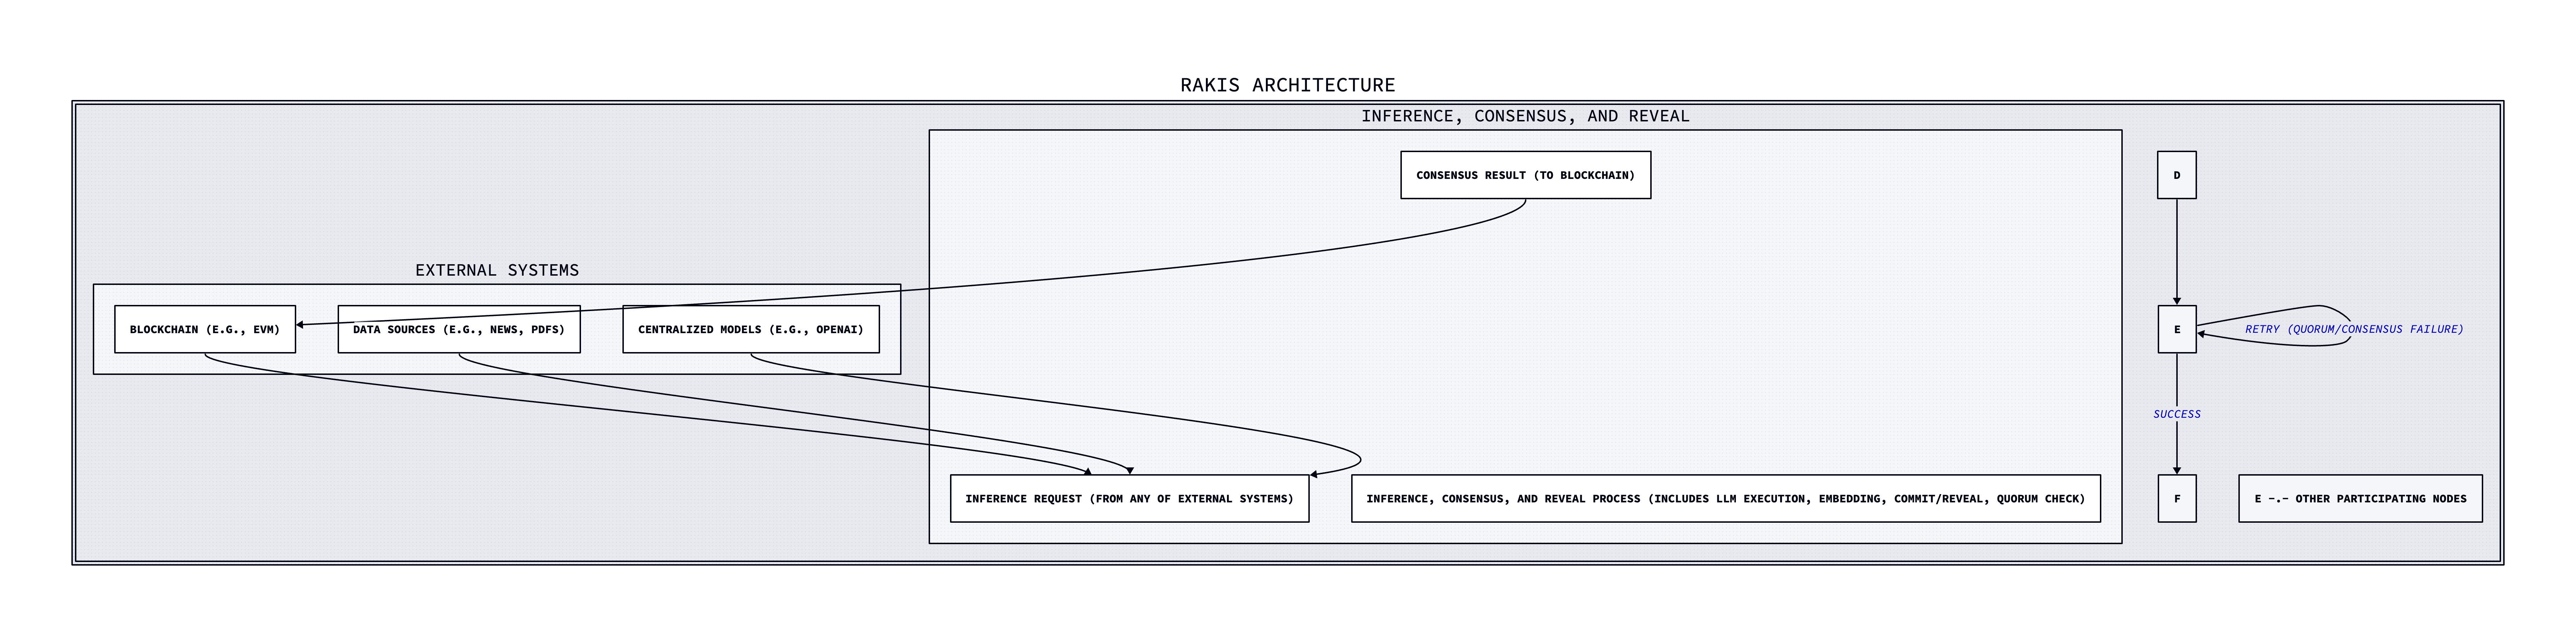 RAKIS ARCHITECTURE
INFERENCE, CONSENSUS, AND REVEAL
CONSENSUS RESULT (TO BLOCKCHAIN)
D
EXTERNAL SYSTEMS
BLOCKCHAIN (E.G., EVM)
DATA SOURCES (E.G., NEWS, PDFS)
CENTRALIZED MODELS (E.G., OPENAI)
E
RETRY (QUORUM/CONSENSUS FAILURE)
SUCCESS
INFERENCE REQUEST (FROM ANY OF EXTERNAL SYSTEMS)
INFERENCE, CONSENSUS, AND REVEAL PROCESS (INCLUDES LLM EXECUTION, EMBEDDING, COMMIT/REVEAL, QUORUM CHECK)
F
E -.- OTHER PARTICIPATING NODES